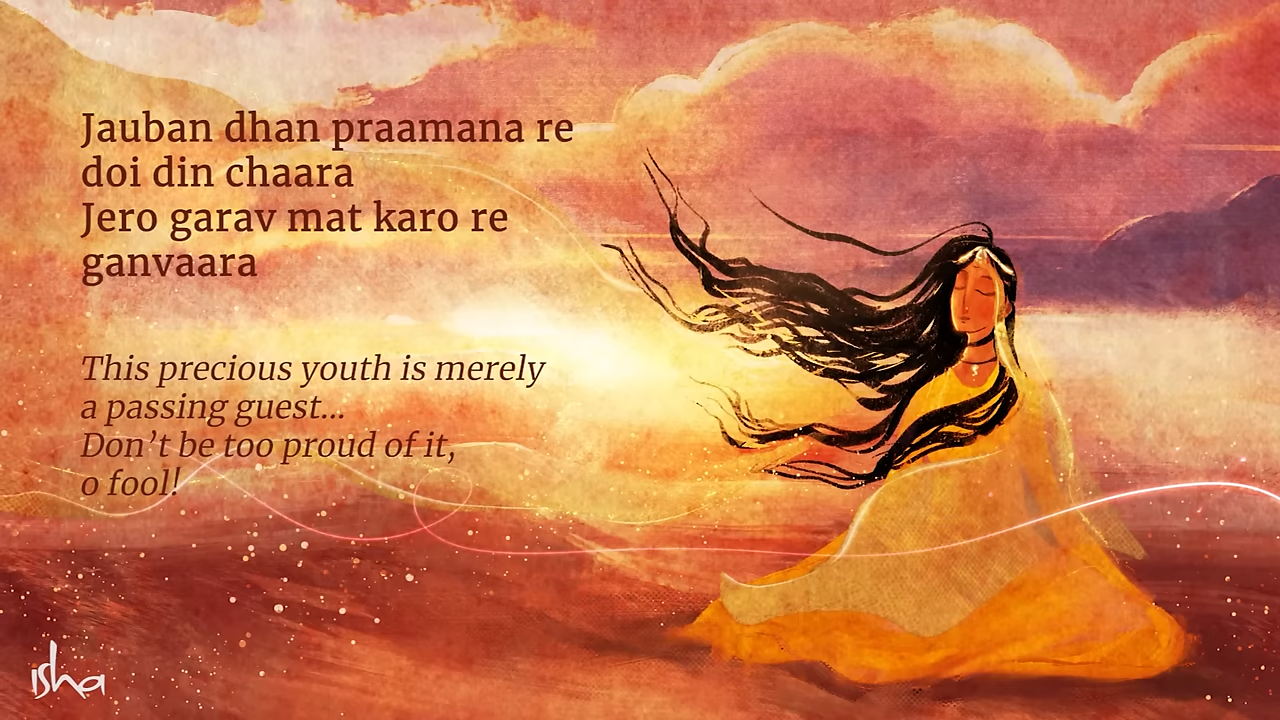 Jauban dhan praamana re
doi din chaara
Jero garav mat karo re
ganvaara
This precious youth is merely
a passing guest...
Don’t be too proud of it,
o fool!
isha